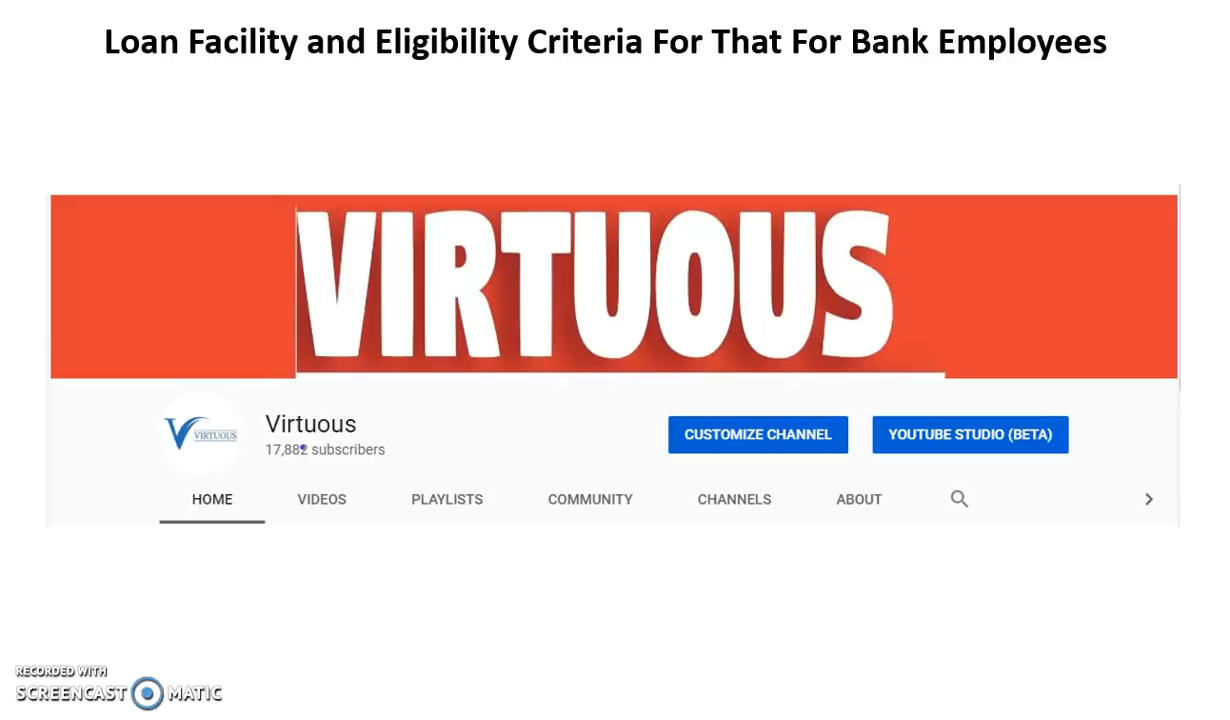 Loan Facility and Eligibility Criteria For That For Bank Employees
VIRTUOUS
VIRTUOUS
Virtuous
17,882 subscribers
CUSTOMIZE CHANNEL
YOUTUBE STUDIO (BETA)
HOME VIDEOS PLAYLISTS COMMUNITY CHANNELS ABOUT
RECORDED WITH
SCREENCAST MATIC